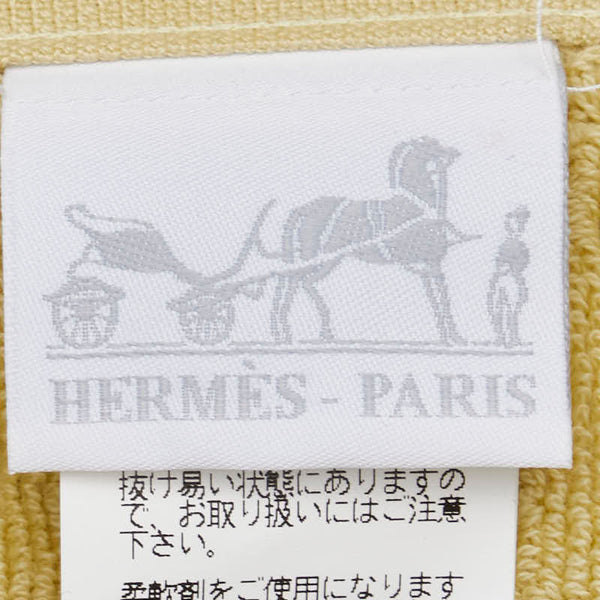 HERMÈS - PARIS
抜け易い状態にありますの
で、お取り扱いにはご注意
下さい。
柔軟剤をご使用になります